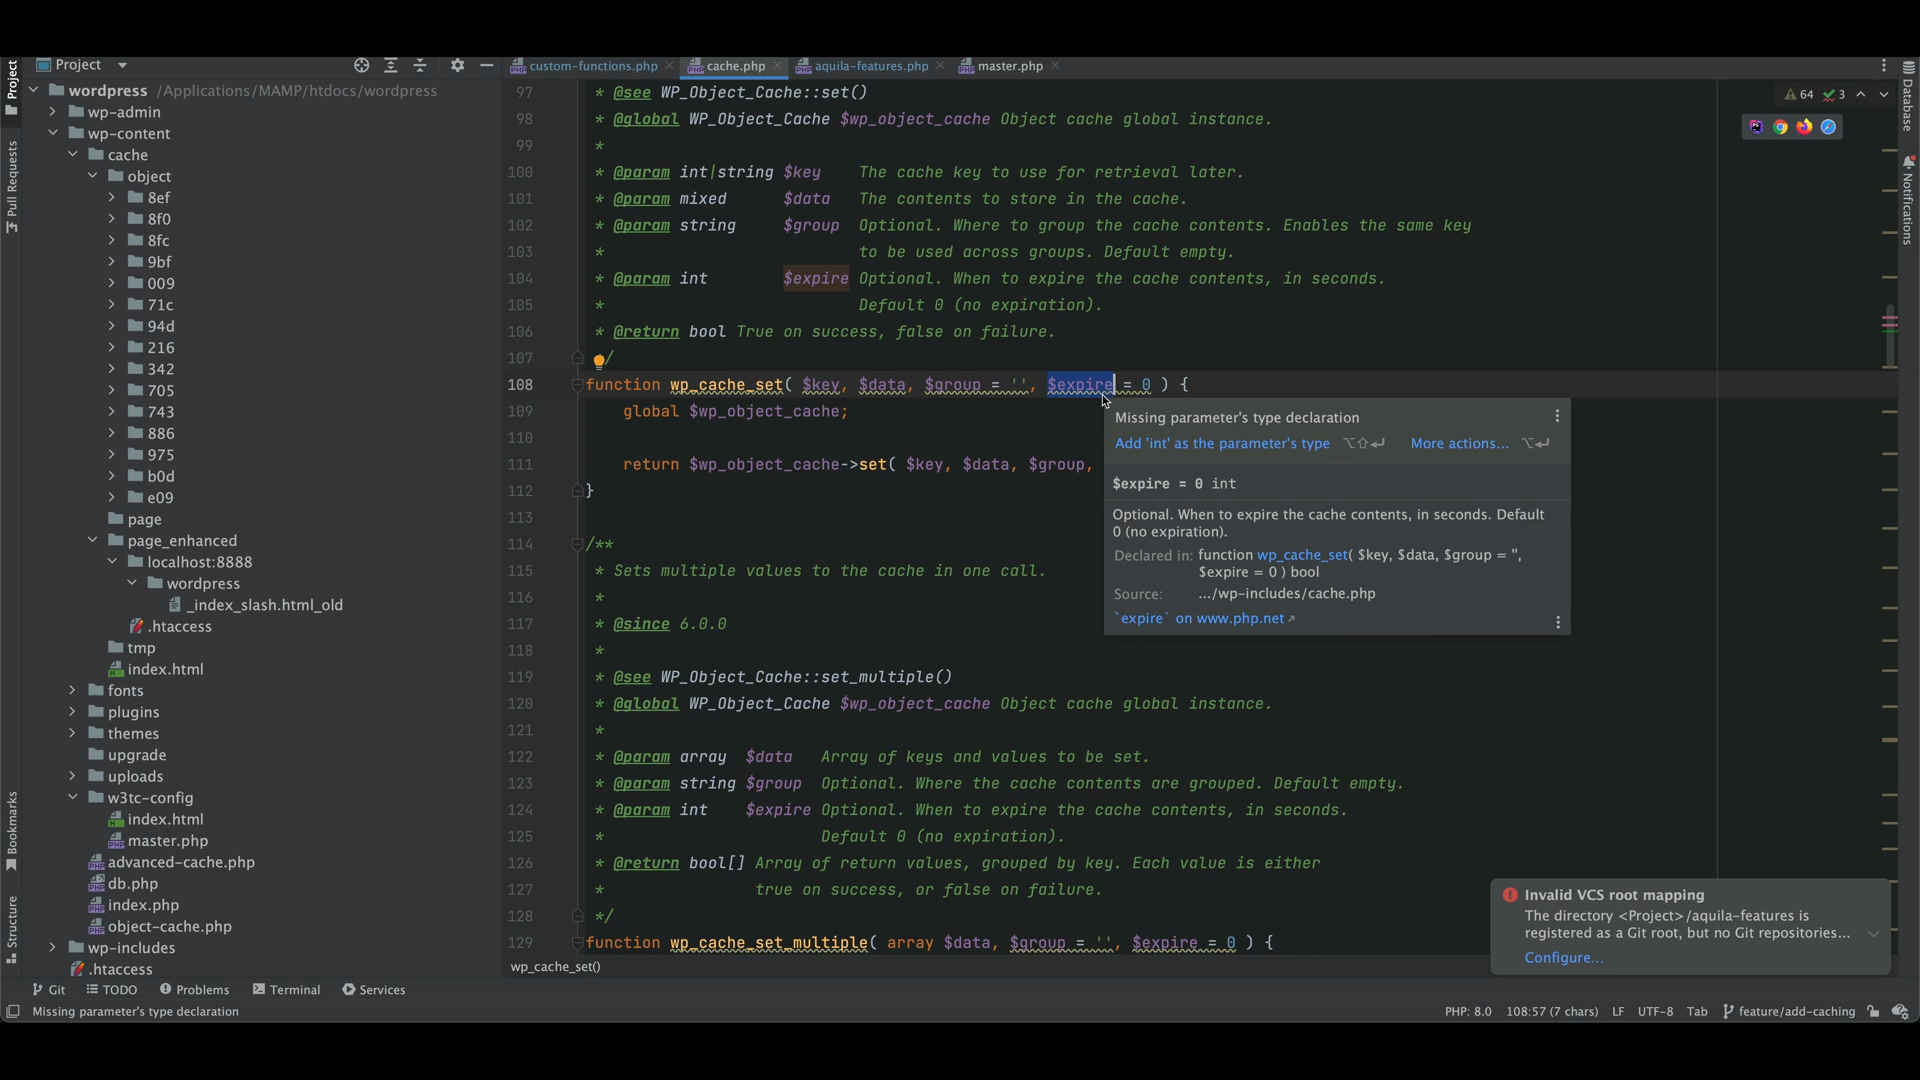 Project
custom-functions.php
cache.php
aquila-features.php
master.php
Project
Pull Requests
Bookmarks
Structure
wordpress /Applications/MAMP/htdocs/wordpress
wp-admin
wp-content
cache
object
8ef
8f0
8fc
9bf
009
71c
94d
216
342
705
743
886
975
b0d
e09
page
page_enhanced
localhost:8888
wordpress
_index_slash.html_old
.htaccess
tmp
index.html
fonts
plugins
themes
upgrade
uploads
w3tc-config
index.html
master.php
advanced-cache.php
db.php
index.php
object-cache.php
wp-includes
.htaccess
97 * @see WP_Object_Cache::set()
98 * @global WP_Object_Cache $wp_object_cache Object cache global instance.
99 *
100 * @param int|string $key The cache key to use for retrieval later.
101 * @param mixed $data The contents to store in the cache.
102 * @param string $group Optional. Where to group the cache contents. Enables the same key
103 * to be used across groups. Default empty.
104 * @param int $expire Optional. When to expire the cache contents, in seconds.
105 * Default 0 (no expiration).
106 * @return bool True on success, false on failure.
107 */
108 function wp_cache_set( $key, $data, $group = '', $expire = 0 ) {
109 global $wp_object_cache;
110
111 return $wp_object_cache->set( $key, $data, $group,
112 }
113
114 /**
115 * Sets multiple values to the cache in one call.
116 *
117 * @since 6.0.0
118 *
119 * @see WP_Object_Cache::set_multiple()
120 * @global WP_Object_Cache $wp_object_cache Object cache global instance.
121 *
122 * @param array $data Array of keys and values to be set.
123 * @param string $group Optional. Where the cache contents are grouped. Default empty.
124 * @param int $expire Optional. When to expire the cache contents, in seconds.
125 * Default 0 (no expiration).
126 * @return bool[] Array of return values, grouped by key. Each value is either
127 * true on success, or false on failure.
128 */
129 function wp_cache_set_multiple( array $data, $group = '', $expire = 0 ) {
wp_cache_set()
64 3
Missing parameter's type declaration
Add 'int' as the parameter's type ⌥⇧⏎ More actions... ⌥⏎
$expire = 0 int
Optional. When to expire the cache contents, in seconds. Default
0 (no expiration).
Declared in: function wp_cache_set( $key, $data, $group = '',
$expire = 0 ) bool
Source: .../wp-includes/cache.php
`expire` on www.php.net↗
Database
Notifications
Invalid VCS root mapping
The directory <Project>/aquila-features is
registered as a Git root, but no Git repositories...
Configure...
Git
TODO
Problems
Terminal
Services
Missing parameter's type declaration
PHP: 8.0 108:57 (7 chars) LF UTF-8 Tab feature/add-caching